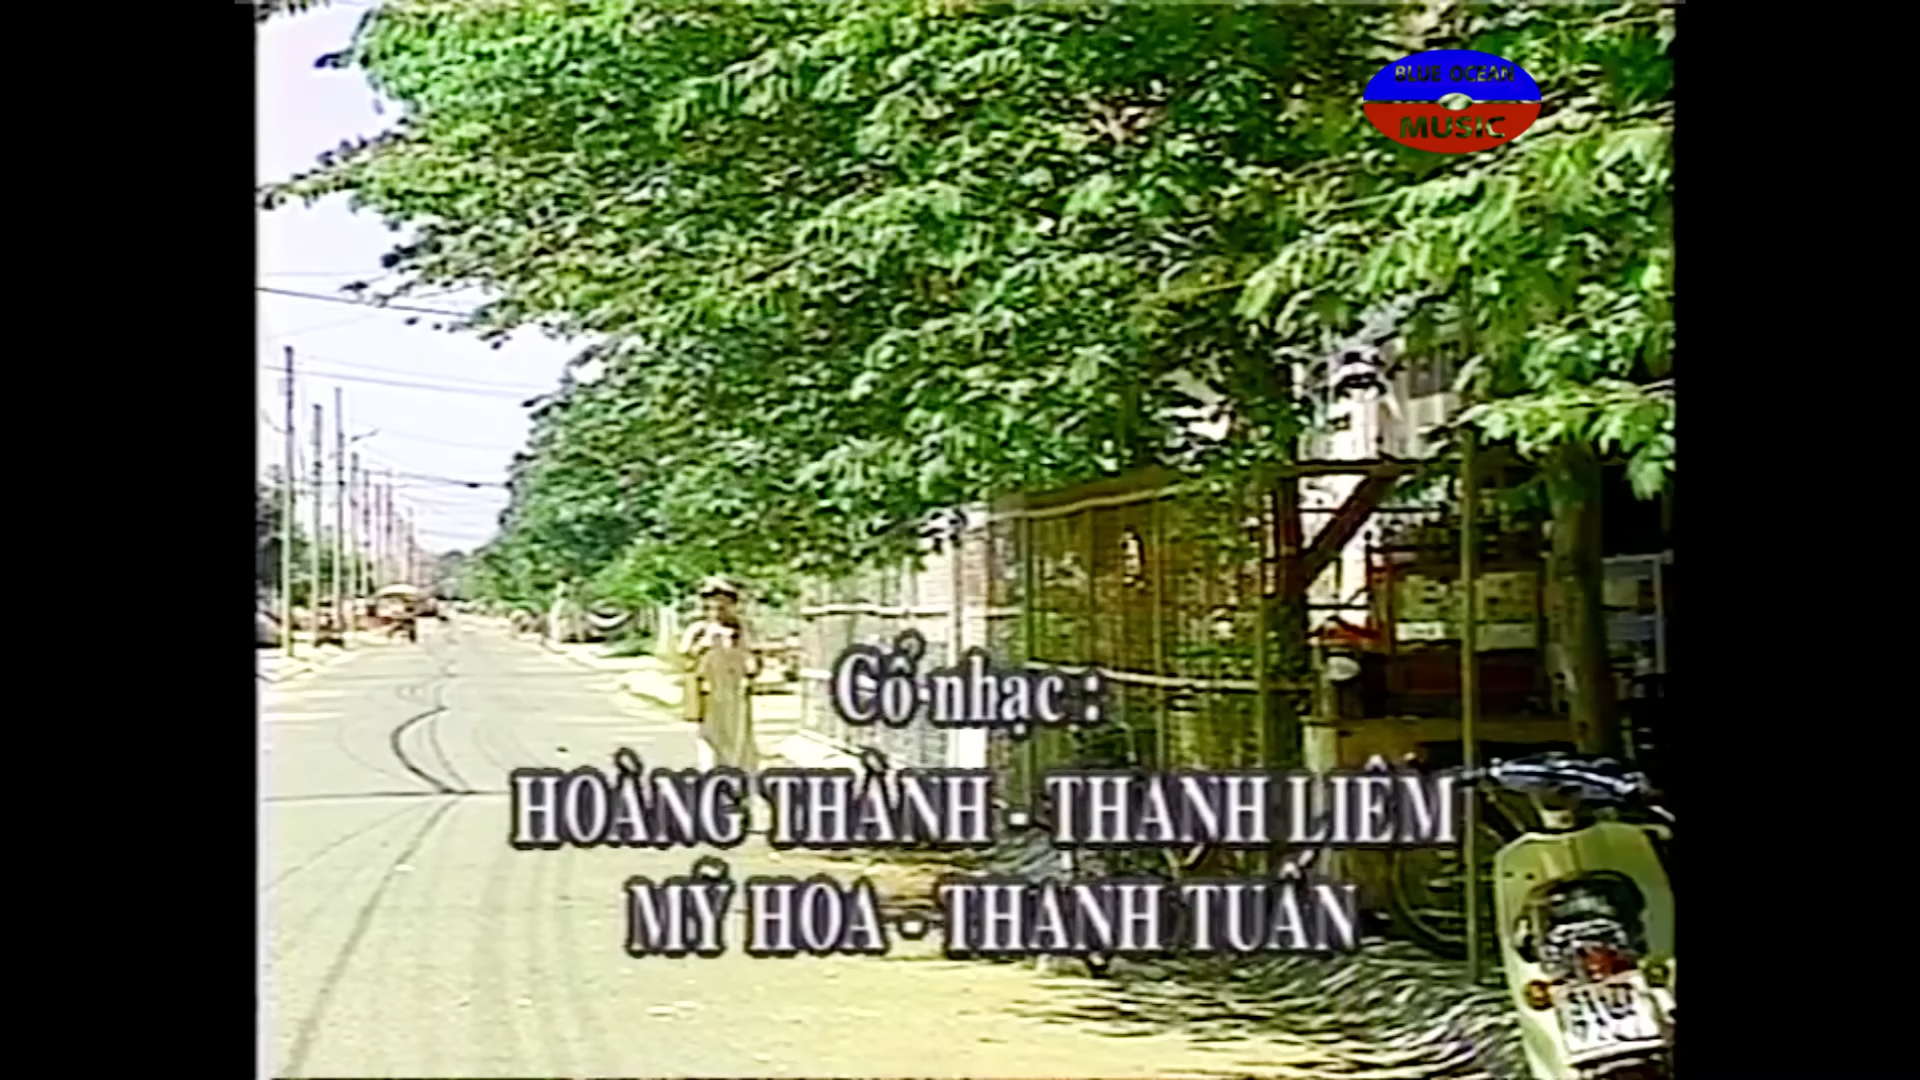 BLUE OCEAN
MUSIC
Cổ nhạc :
HOÀNG THÀNH - THANH LIÊM
MỸ HOA - THANH TUẤN